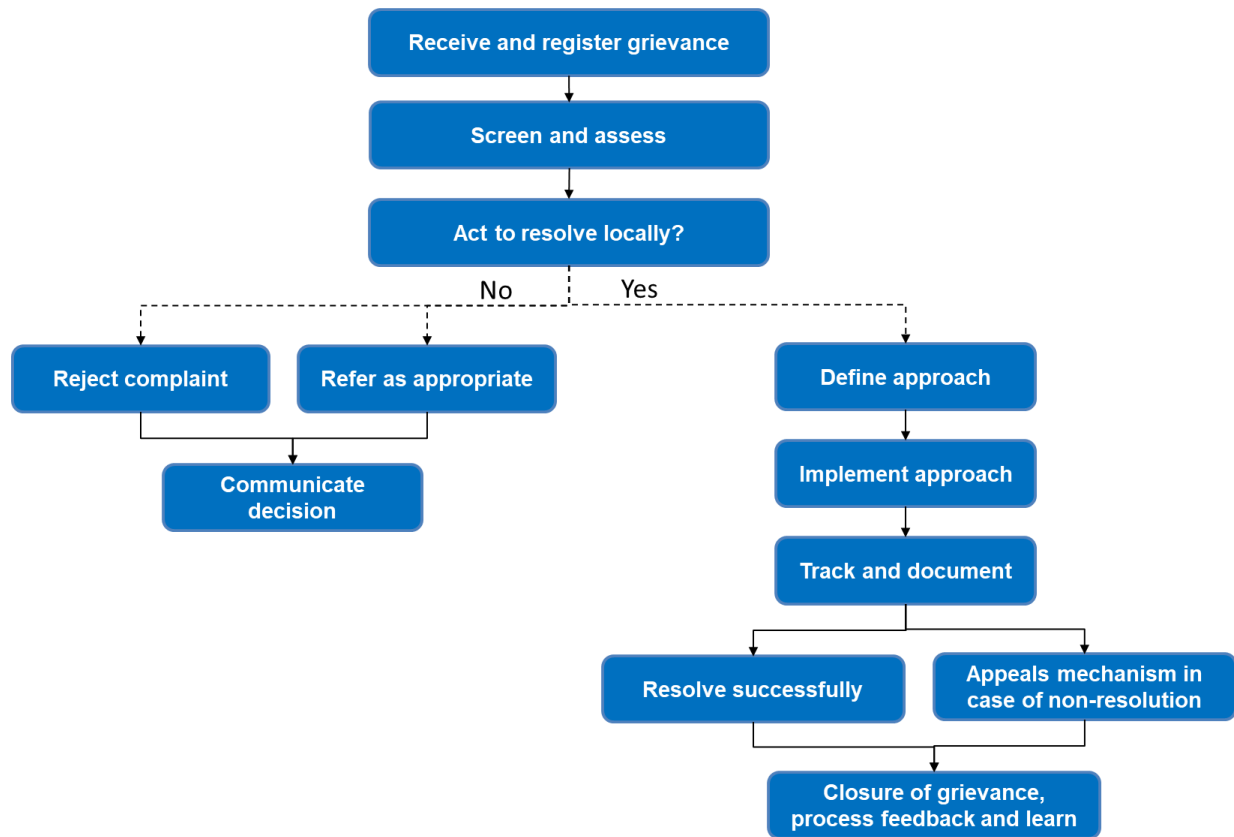 Receive and register grievance
Screen and assess
Act to resolve locally?
No
Yes
Reject complaint
Refer as appropriate
Communicate
decision
Define approach
Implement approach
Track and document
Resolve successfully
Appeals mechanism in
case of non-resolution
Closure of grievance,
process feedback and learn